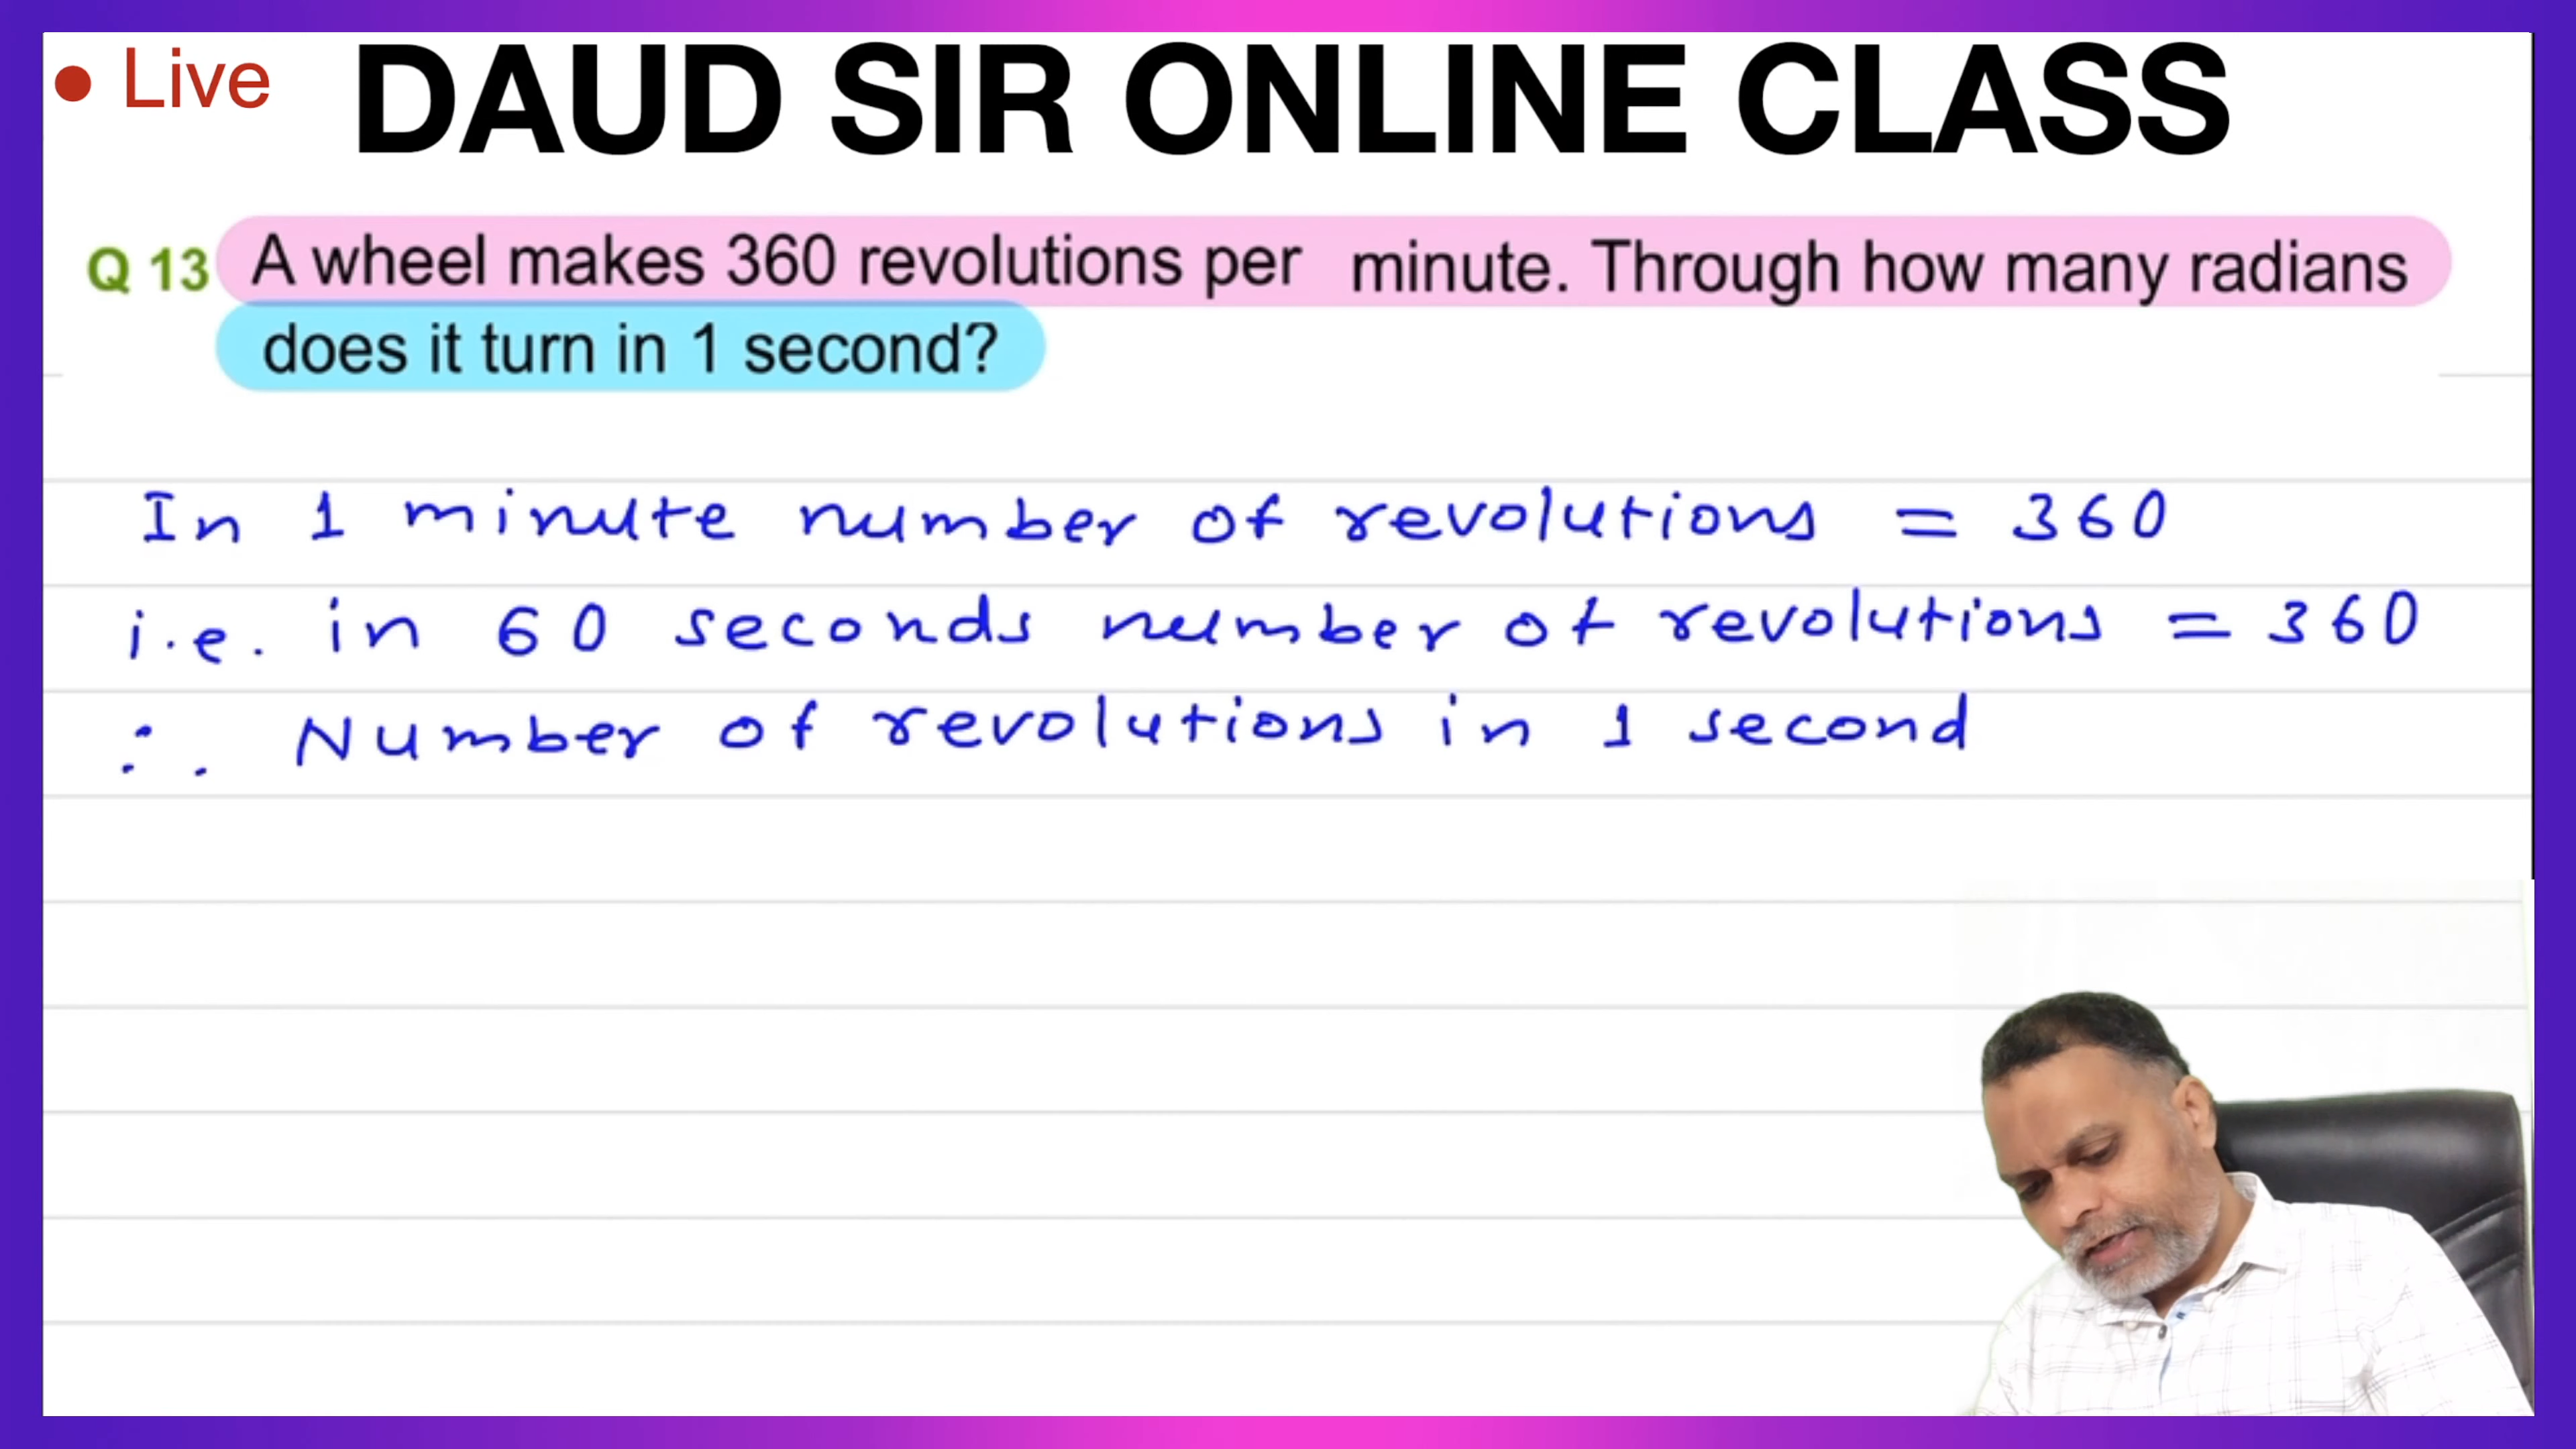 • Live DAUD SIR ONLINE CLASS
Q 13 A wheel makes 360 revolutions per minute. Through how many radians
does it turn in 1 second?
In 1 minute number of revolutions = 360
i.e. in 60 seconds number of revolutions = 360
∴ Number of revolutions in 1 second